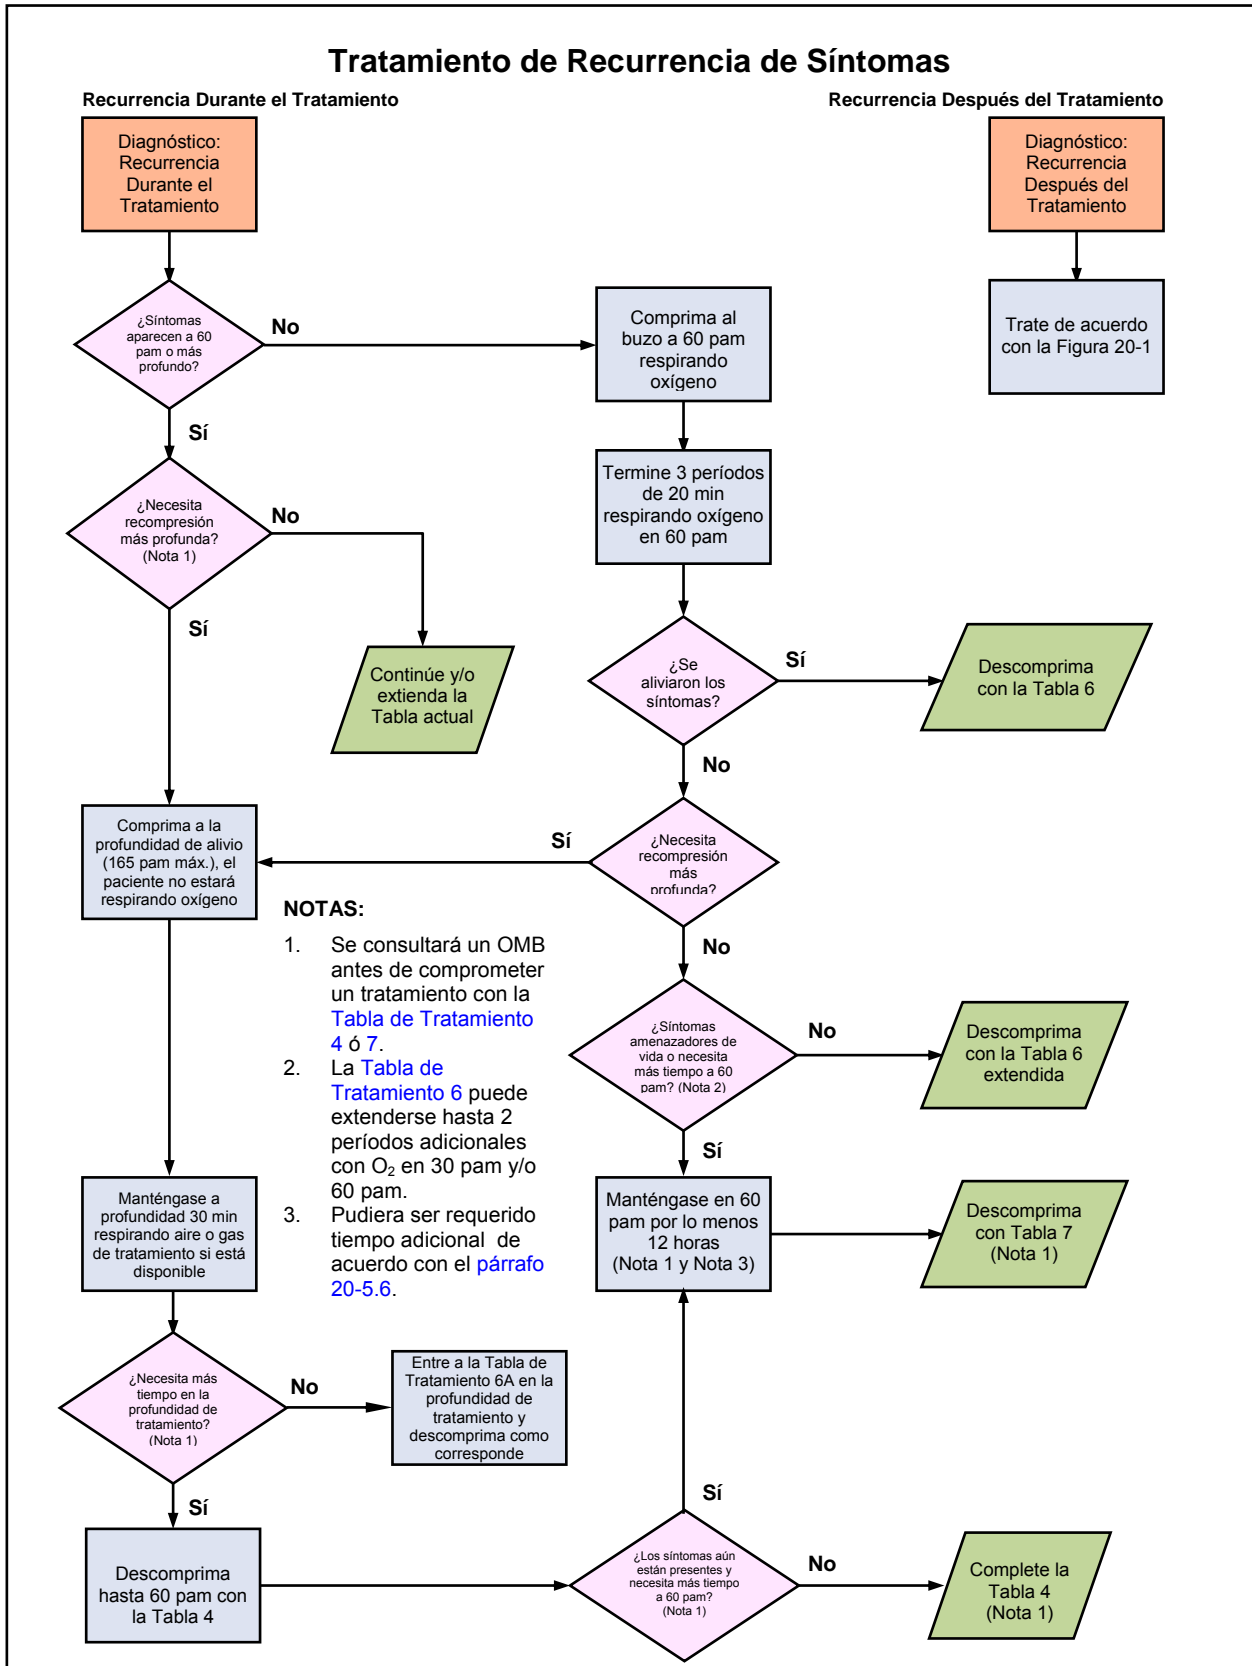 Tratamiento de Recurrencia de Síntomas
Recurrencia Durante el Tratamiento
Recurrencia Después del Tratamiento
Diagnóstico:
Recurrencia
Durante el
Tratamiento
Diagnóstico:
Recurrencia
Después del
Tratamiento
¿Síntomas
aparecen a 60
pam o más
profundo?
No
Comprima al
buzo a 60 pam
respirando
oxígeno
Trate de acuerdo
con la Figura 20-1
Sí
¿Necesita
recompresión
más profunda?
(Nota 1)
No
Termine 3 períodos
de 20 min
respirando oxígeno
en 60 pam
Sí
Continúe y/o
extienda la
Tabla actual
¿Se
aliviaron los
síntomas?
Sí
Descomprima
con la Tabla 6
No
Comprima a la
profundidad de alivio
(165 pam máx.), el
paciente no estará
respirando oxígeno
Sí
¿Necesita
recompresión
más
profunda?
No
NOTAS:
1. Se consultará un OMB
antes de comprometer
un tratamiento con la
Tabla de Tratamiento
4 ó 7.
2. La Tabla de
Tratamiento 6 puede
extenderse hasta 2
períodos adicionales
con O₂ en 30 pam y/o
60 pam.
3. Pudiera ser requerido
tiempo adicional de
acuerdo con el párrafo
20-5.6.
¿Síntomas
amenazadores de
vida o necesita
más tiempo a 60
pam? (Nota 2)
No
Descomprima
con la Tabla 6
extendida
Sí
Manténgase a
profundidad 30 min
respirando aire o gas
de tratamiento si está
disponible
Manténgase en 60
pam por lo menos
12 horas
(Nota 1 y Nota 3)
Descomprima
con Tabla 7
(Nota 1)
¿Necesita más
tiempo en la
profundidad de
tratamiento?
(Nota 1)
No
Entre a la Tabla de
Tratamiento 6A en la
profundidad de
tratamiento y
descomprima como
corresponde
Sí
Descomprima
hasta 60 pam con
la Tabla 4
Sí
¿Los síntomas aún
están presentes y
necesita más tiempo
a 60 pam?
(Nota 1)
No
Complete la
Tabla 4
(Nota 1)